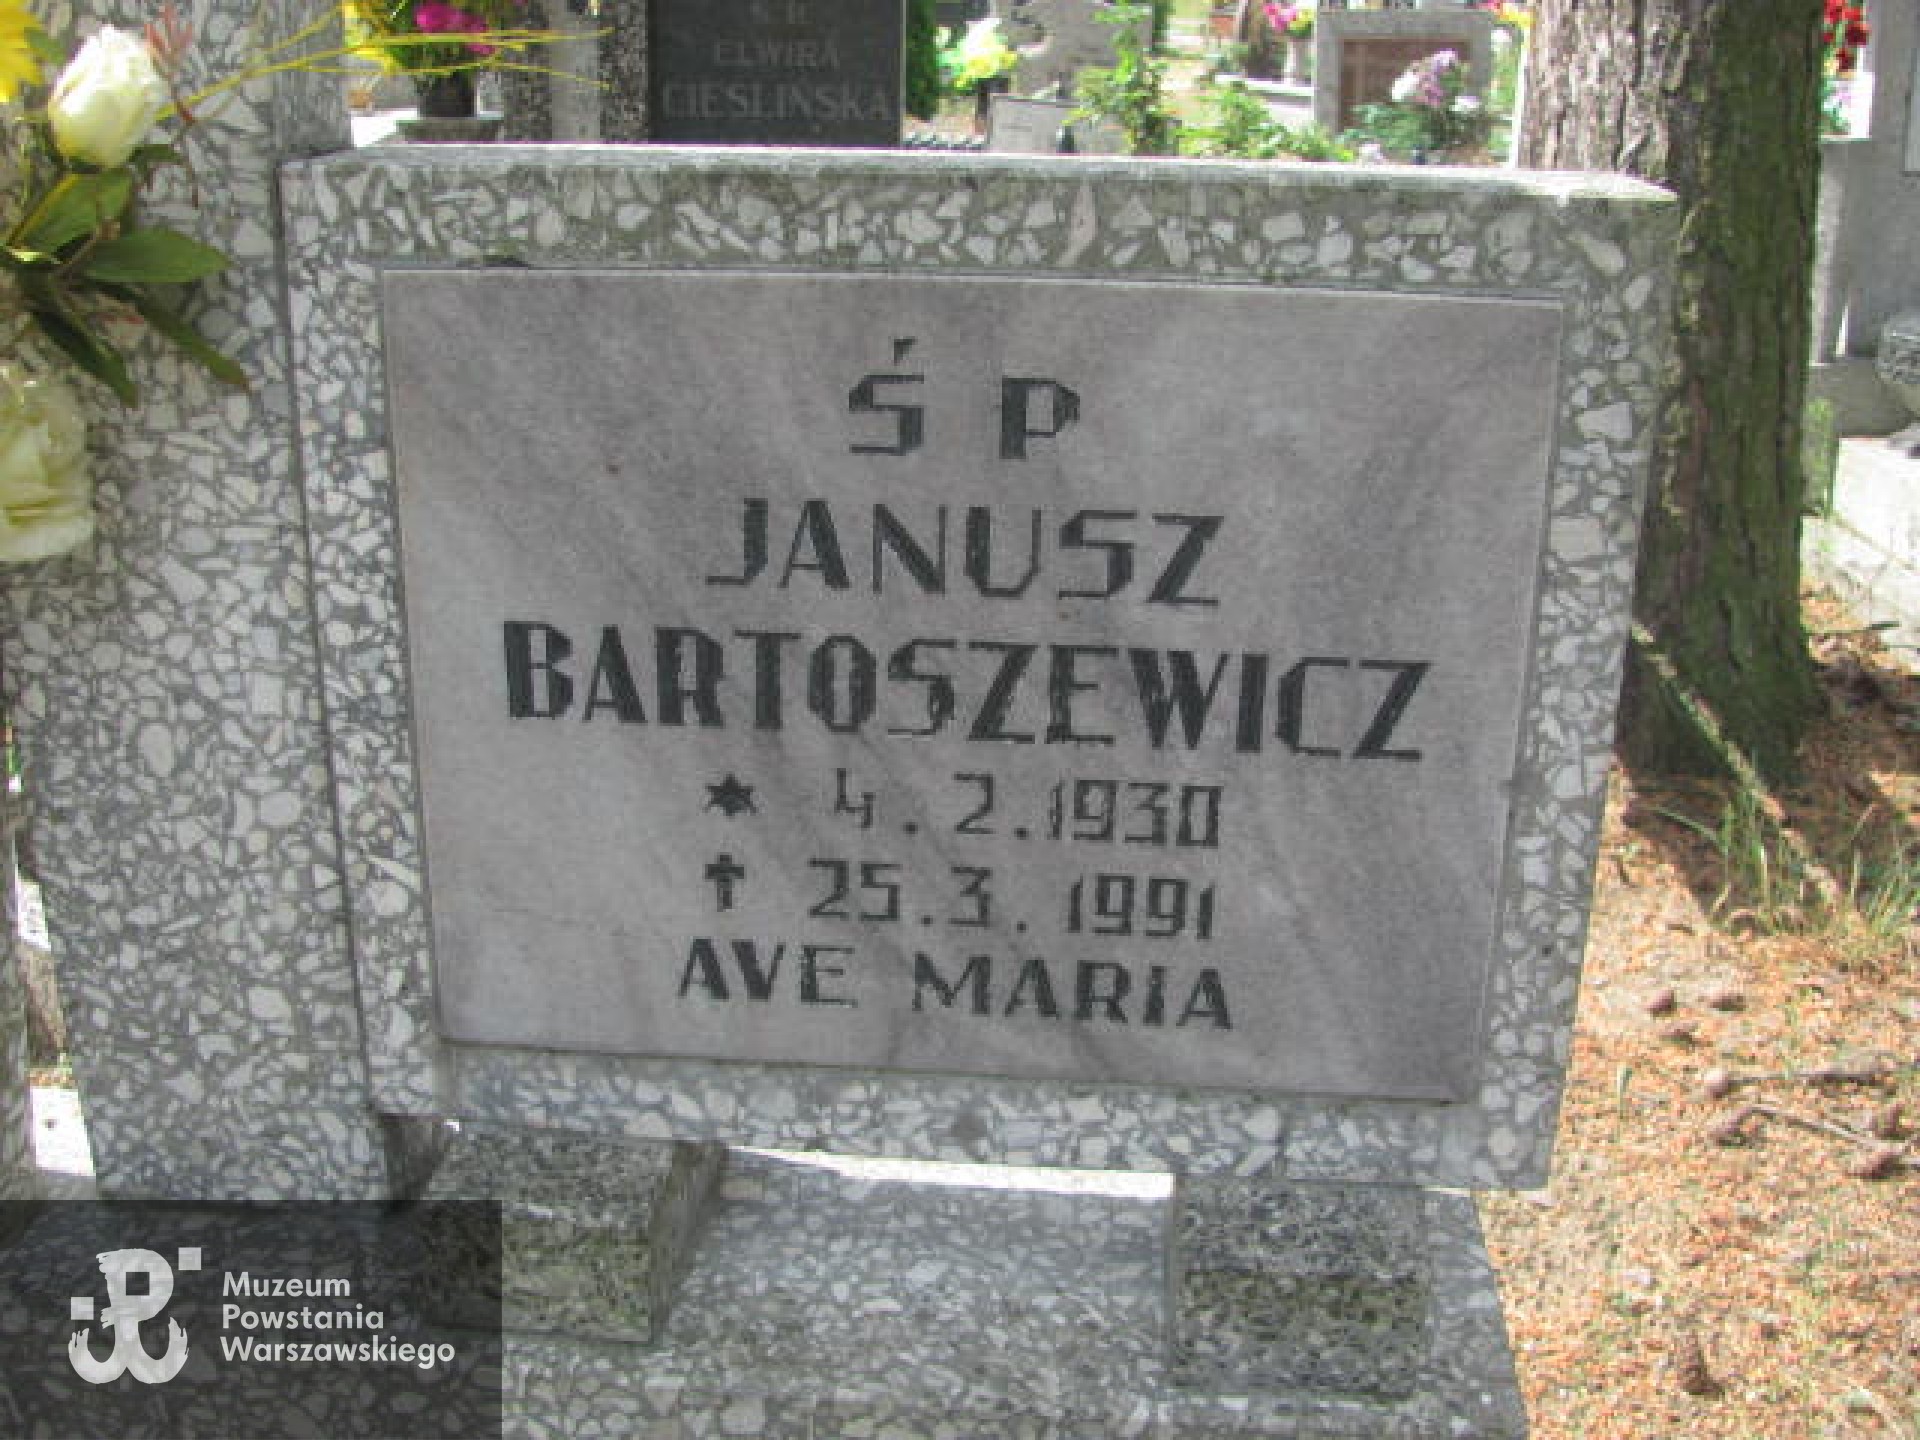 Ś P
ELWIRA
CIEŚLIŃSKA
Ś P
JANUSZ
BARTOSZEWICZ
★ 4.2.1930
† 25.3.1991
AVE MARIA
Muzeum
Powstania
Warszawskiego